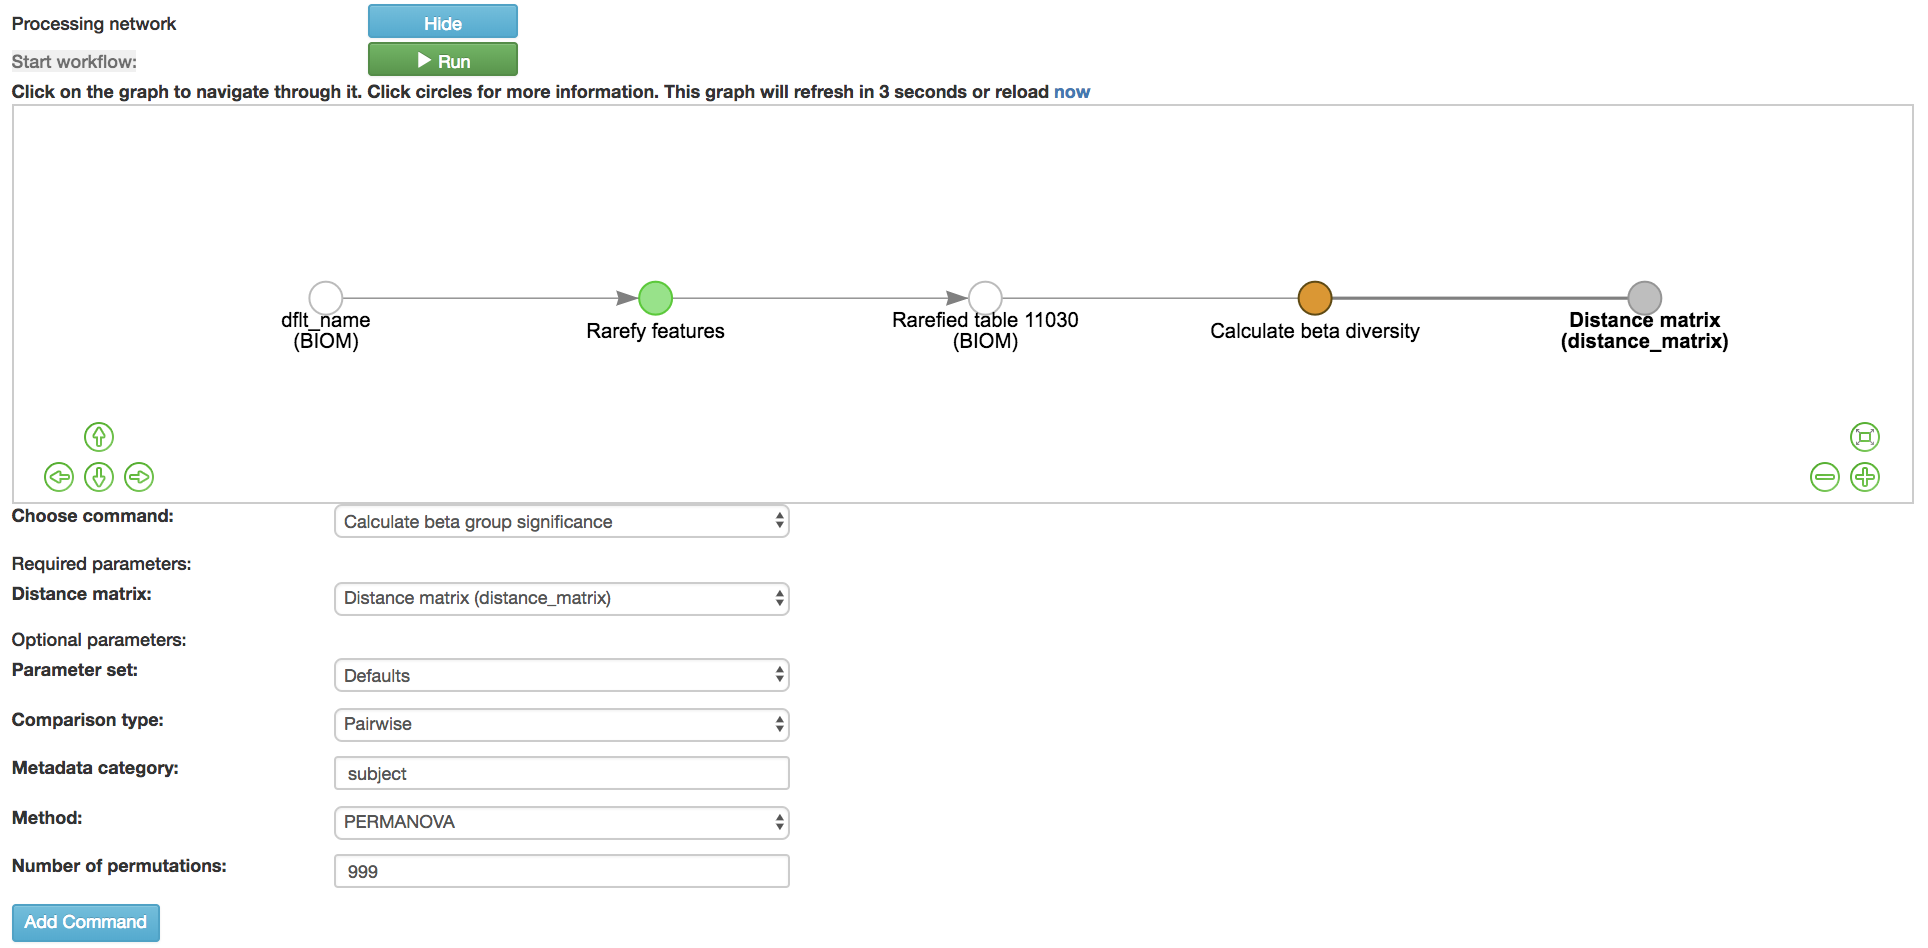 Processing network
Hide
Start workflow:
Run
Click on the graph to navigate through it. Click circles for more information. This graph will refresh in 3 seconds or reload now
dflt_name
(BIOM)
Rarefy features
Rarefied table 11030
(BIOM)
Calculate beta diversity
Distance matrix
(distance_matrix)
Choose command:
Calculate beta group significance
Required parameters:
Distance matrix:
Distance matrix (distance_matrix)
Optional parameters:
Parameter set:
Defaults
Comparison type:
Pairwise
Metadata category:
subject
Method:
PERMANOVA
Number of permutations:
999
Add Command